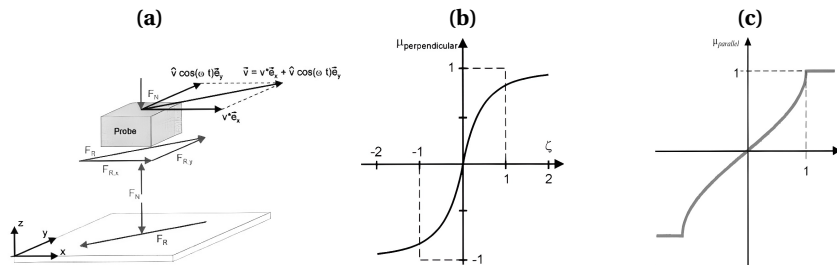 (a)
(b)
(c)
v̂ cos(ω t)e⃗y
v⃗ = v*e⃗x + v̂ cos(ω t)e⃗y
FN
Probe
v*e⃗x
FR
FR,x
FR,y
FN
z
y
x
FR
μperpendicular
1
-2
-1
ζ
1
2
-1
μparallel
1
1